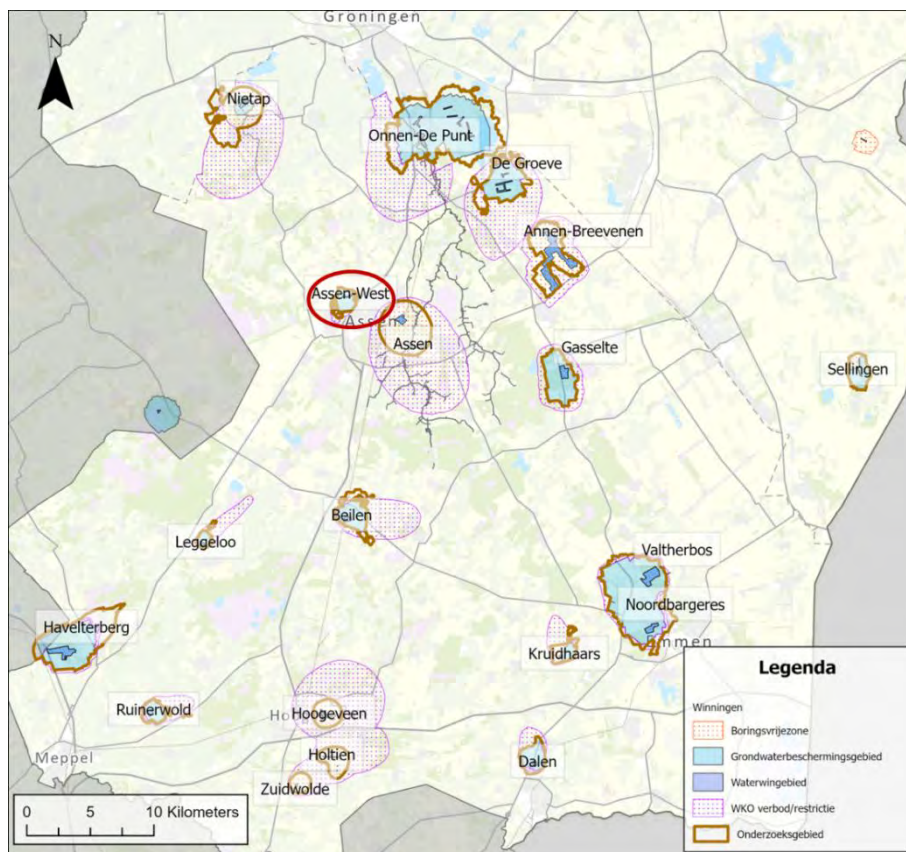 Groningen
N
Nietap
Onnen-De Punt
De Groeve
Annen-Breevenen
Assen-West
Assen
Assen
Gasselte
Sellingen
Beilen
Leggeloo
Valtherbos
Noordbargeres
Emmen
Havelterberg
Kruidhaars
Ruinerwold
Hoogeveen
Holtien
Dalen
Meppel
Zuidwolde
0 5 10 Kilometers
Legenda
Winningen
Boringsvrijezone
Grondwaterbeschermingsgebied
Waterwingebied
WKO verbod/restrictie
Onderzoeksgebied